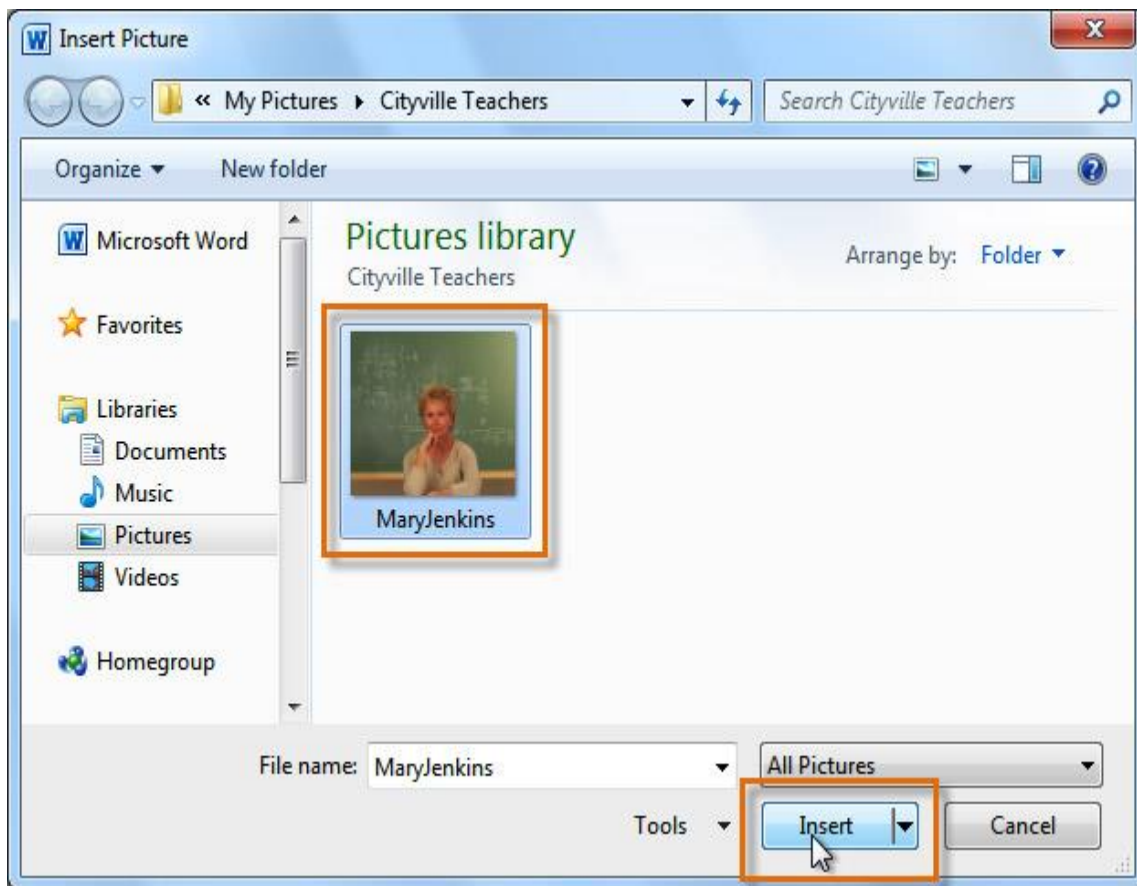 Insert Picture
« My Pictures ▸ Cityville Teachers
Search Cityville Teachers
Organize
New folder
Microsoft Word
Favorites
Libraries
Documents
Music
Pictures
Videos
Homegroup
Pictures library
Cityville Teachers
Arrange by: Folder
MaryJenkins
File name: MaryJenkins
All Pictures
Tools
Insert
Cancel